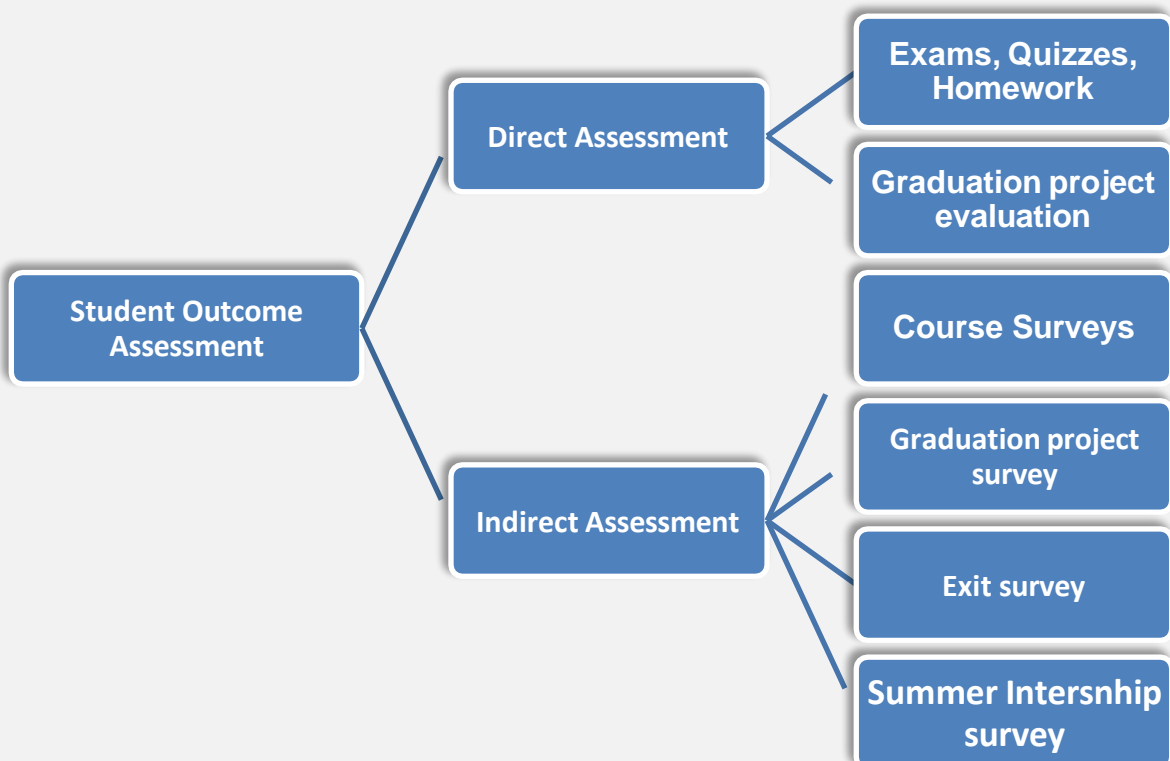 Student Outcome
Assessment
Direct Assessment
Exams, Quizzes,
Homework
Graduation project
evaluation
Indirect Assessment
Course Surveys
Graduation project
survey
Exit survey
Summer Intersnhip
survey